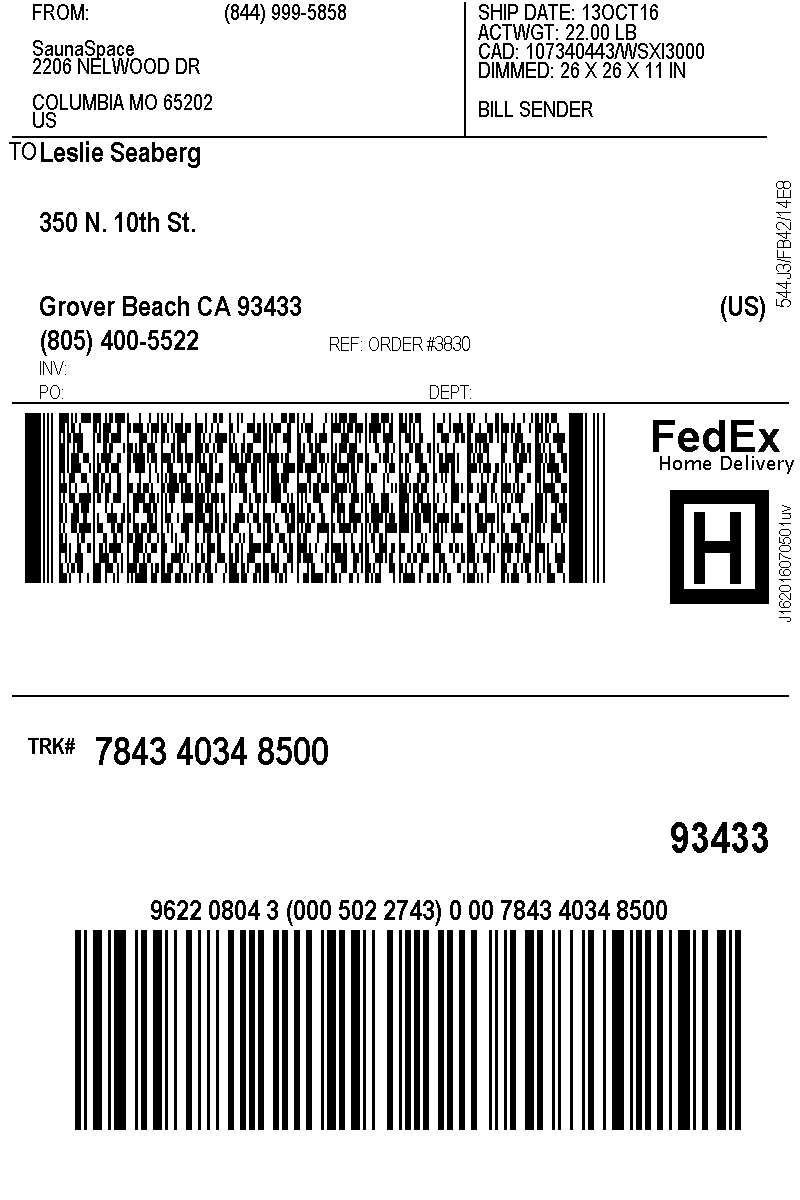 FROM: (844) 999-5858
SaunaSpace
2206 NELWOOD DR
COLUMBIA MO 65202
US
SHIP DATE: 13OCT16
ACTWGT: 22.00 LB
CAD: 107340443/WSXI3000
DIMMED: 26 X 26 X 11 IN
BILL SENDER
TO Leslie Seaberg
350 N. 10th St.
Grover Beach CA 93433 (US)
(805) 400-5522 REF: ORDER #3830
INV:
PO: DEPT:
544J3/FB42/14E8
FedEx
Home Delivery
H
J162016070501uv
TRK# 7843 4034 8500
93433
9622 0804 3 (000 502 2743) 0 00 7843 4034 8500